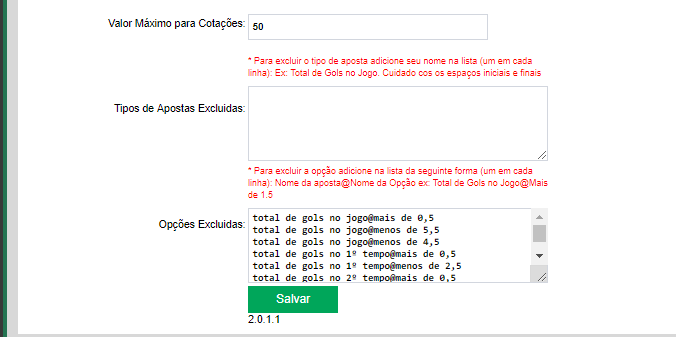 Valor Máximo para Cotações: 50
* Para excluir o tipo de aposta adicione seu nome na lista (um em cada
linha): Ex: Total de Gols no Jogo. Cuidado cos os espaços iniciais e finais
Tipos de Apostas Excluidas:
* Para excluir a opção adicione na lista da seguinte forma (um em cada
linha): Nome da aposta@Nome da Opção ex: Total de Gols no Jogo@Mais
de 1.5
Opções Excluidas:
total de gols no jogo@mais de 0,5
total de gols no jogo@menos de 5,5
total de gols no jogo@menos de 4,5
total de gols no 1º tempo@mais de 0,5
total de gols no 1º tempo@menos de 2,5
total de gols no 2º tempo@mais de 0,5
Salvar
2.0.1.1